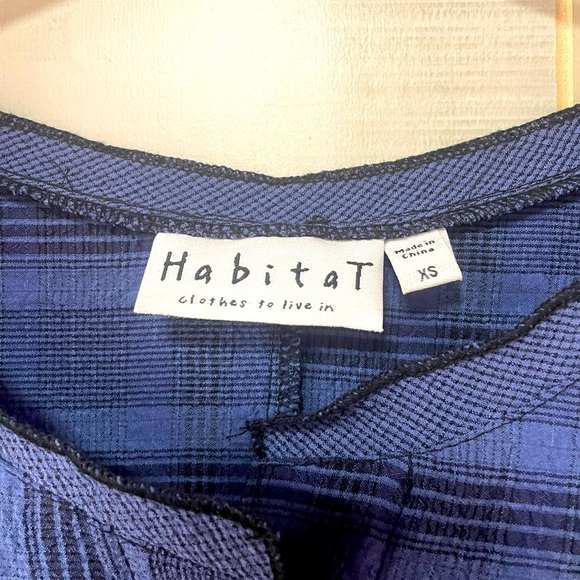 HabitaT
clothes to live in
Made in
China
XS